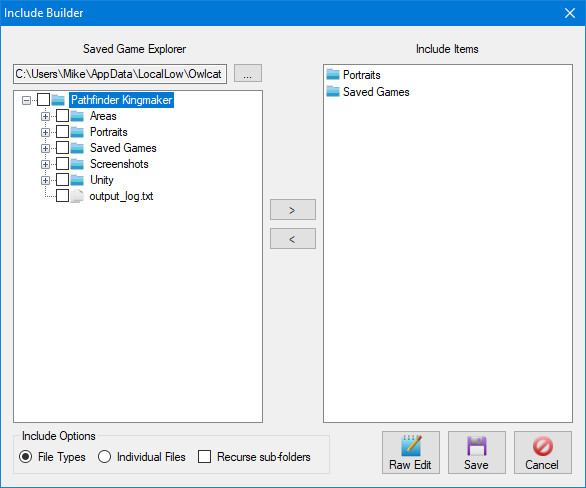 Include Builder
Saved Game Explorer
Include Items
C:\Users\Mike\AppData\LocalLow\Owlcat
...
Pathfinder Kingmaker
Areas
Portraits
Saved Games
Screenshots
Unity
output_log.txt
>
<
Portraits
Saved Games
Include Options
File Types
Individual Files
Recurse sub-folders
Raw Edit
Save
Cancel